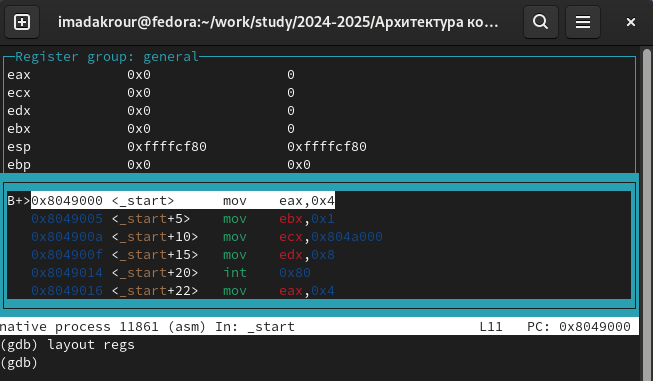 imadakrour@fedora:~/work/study/2024-2025/Архитектура ко...
Register group: general
eax 0x0 0
ecx 0x0 0
edx 0x0 0
ebx 0x0 0
esp 0xffffcf80 0xffffcf80
ebp 0x0 0x0
B+>0x8049000 <_start> mov eax,0x4
0x8049005 <_start+5> mov ebx,0x1
0x804900a <_start+10> mov ecx,0x804a000
0x804900f <_start+15> mov edx,0x8
0x8049014 <_start+20> int 0x80
0x8049016 <_start+22> mov eax,0x4
native process 11861 (asm) In: _start L11 PC: 0x8049000
(gdb) layout regs
(gdb)